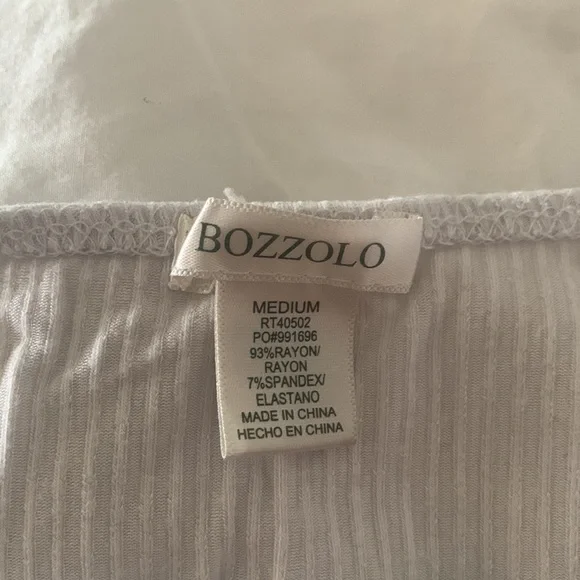 BOZZOLO
MEDIUM
RT40502
PO#991696
93%RAYON/
RAYON
7%SPANDEX/
ELASTANO
MADE IN CHINA
HECHO EN CHINA